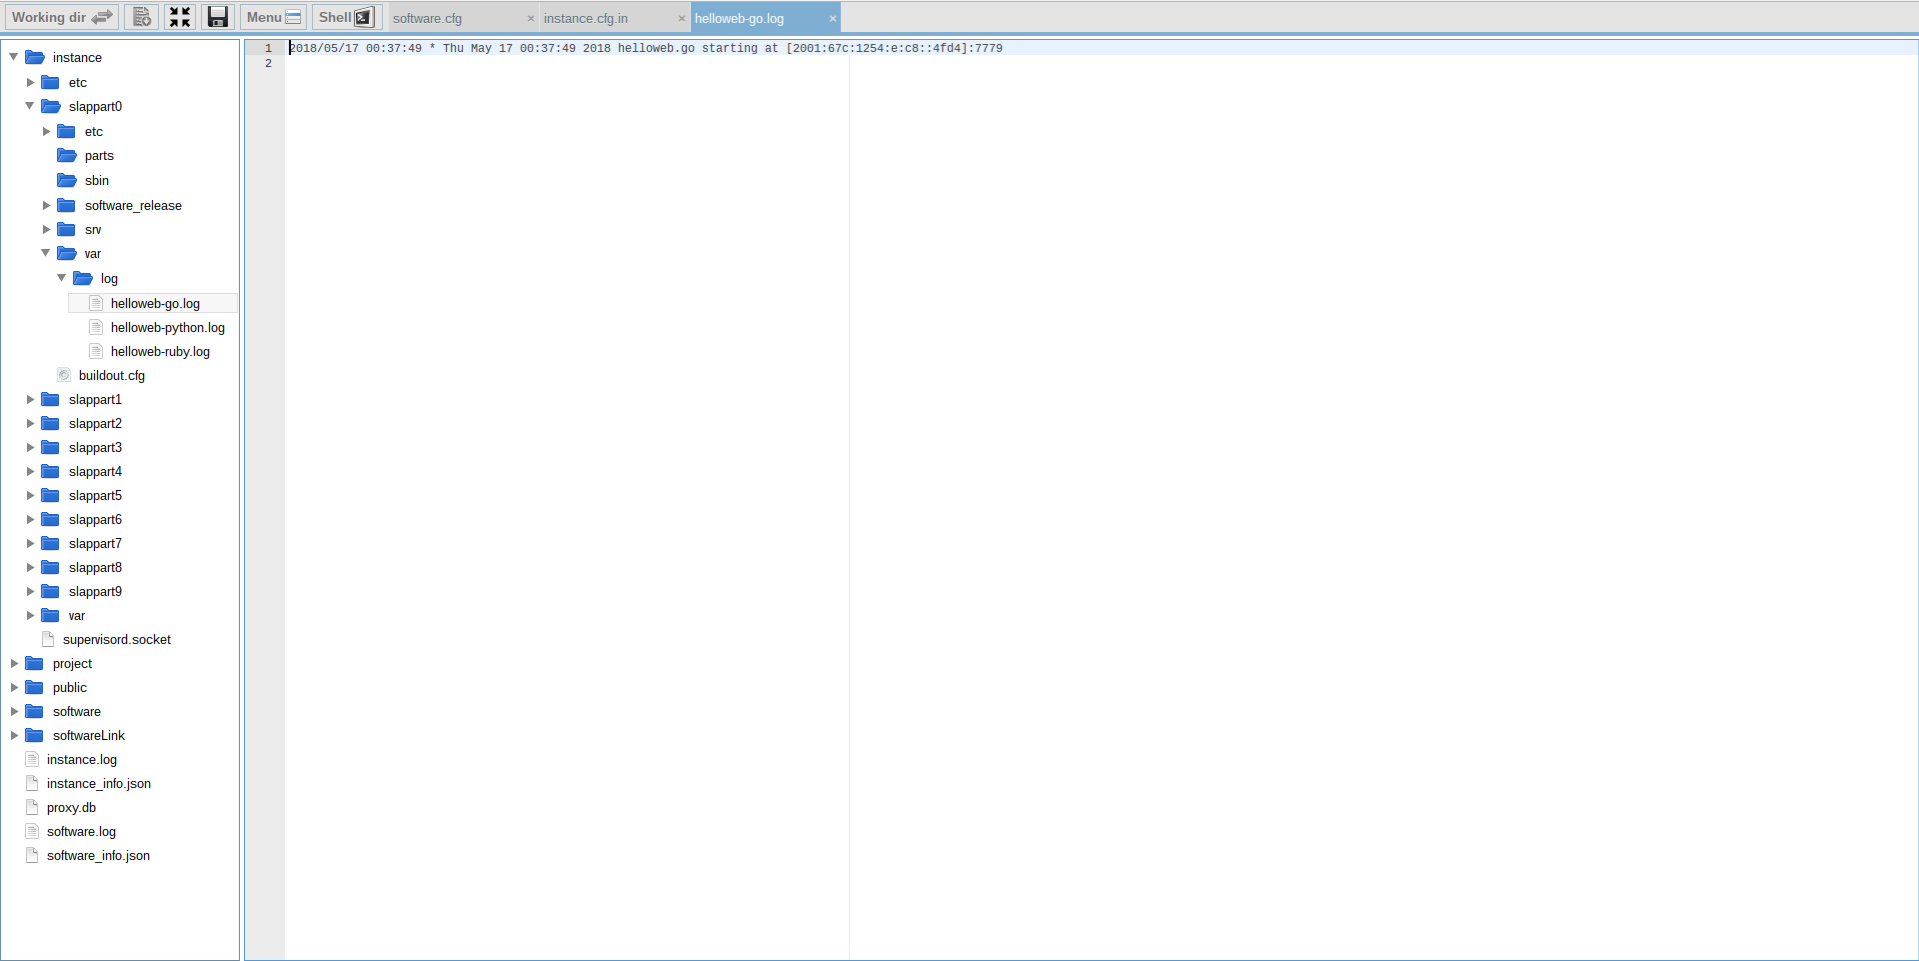 Working dir Menu Shell software.cfg × instance.cfg.in × helloweb-go.log ×
instance
etc
slappart0
etc
parts
sbin
software_release
srv
var
log
helloweb-go.log
helloweb-python.log
helloweb-ruby.log
buildout.cfg
slappart1
slappart2
slappart3
slappart4
slappart5
slappart6
slappart7
slappart8
slappart9
var
supervisord.socket
project
public
software
softwareLink
instance.log
instance_info.json
proxy.db
software.log
software_info.json
1 2018/05/17 00:37:49 * Thu May 17 00:37:49 2018 helloweb.go starting at [2001:67c:1254:e:c8::4fd4]:7779
2